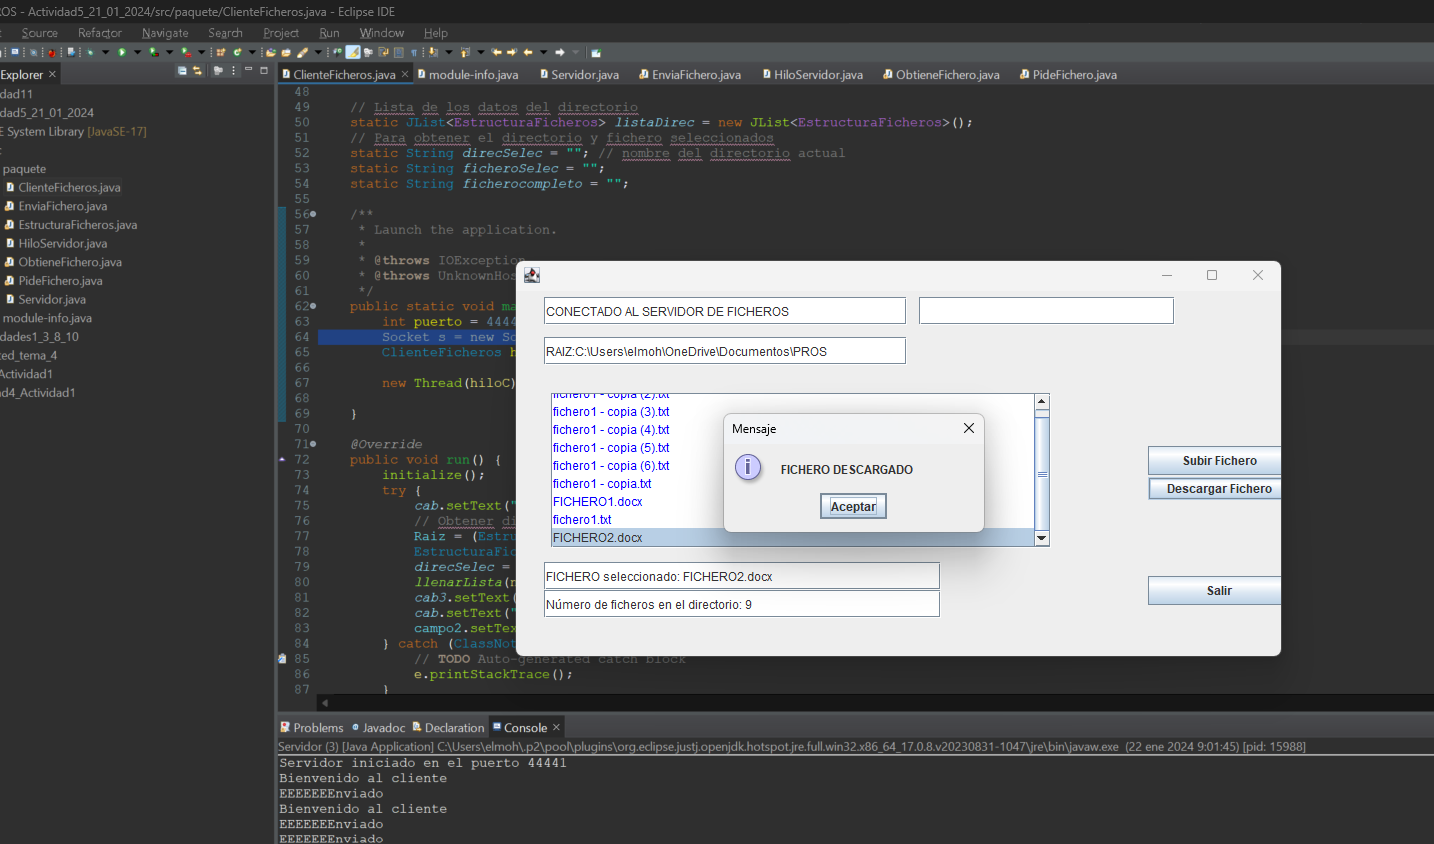 ROS - Actividad5_21_01_2024/src/paquete/ClienteFicheros.java - Eclipse IDE
Source Refactor Navigate Search Project Run Window Help
Explorer
ClienteFicheros.java module-info.java Servidor.java EnviaFichero.java HiloServidor.java ObtieneFichero.java PideFichero.java
dad11
dad5_21_01_2024
E System Library [JavaSE-17]
paquete
ClienteFicheros.java
EnviaFichero.java
EstructuraFicheros.java
HiloServidor.java
ObtieneFichero.java
PideFichero.java
Servidor.java
module-info.java
dades1_3_8_10
ted_tema_4
Actividad1
ad4_Actividad1
48
49 // Lista de los datos del directorio
50 static JList<EstructuraFicheros> listaDirec = new JList<EstructuraFicheros>();
51 // Para obtener el directorio y fichero seleccionados
52 static String direcSelec = ""; // nombre del directorio actual
53 static String ficheroSelec = "";
54 static String ficherocompleto = "";
55
56 /**
57 * Launch the application.
58 *
59 * @throws IOException
60 * @throws UnknownHos
61 */
62 public static void ma
63 int puerto = 4444
64 Socket s = new So
65 ClienteFicheros h
66
67 new Thread(hiloC)
68
69 }
70
71 @Override
72 public void run() {
73 initialize();
74 try {
75 cab.setText("
76 // Obtener di
77 Raiz = (Estru
78 EstructuraFic
79 direcSelec =
80 llenarLista(n
81 cab3.setText(
82 cab.setText("
83 campo2.setTex
84 } catch (ClassNot
85 // TODO Auto-generated catch block
86 e.printStackTrace();
87 }
CONECTADO AL SERVIDOR DE FICHEROS
RAIZ:C:\Users\elmoh\OneDrive\Documentos\PROS
fichero1 - copia (2).txt
fichero1 - copia (3).txt
fichero1 - copia (4).txt
fichero1 - copia (5).txt
fichero1 - copia (6).txt
fichero1 - copia.txt
FICHERO1.docx
fichero1.txt
FICHERO2.docx
Mensaje
FICHERO DESCARGADO
Aceptar
Subir Fichero
Descargar Fichero
Salir
FICHERO seleccionado: FICHERO2.docx
Número de ficheros en el directorio: 9
Problems Javadoc Declaration Console
Servidor (3) [Java Application] C:\Users\elmoh\.p2\pool\plugins\org.eclipse.justj.openjdk.hotspot.jre.full.win32.x86_64_17.0.8.v20230831-1047\jre\bin\javaw.exe (22 ene 2024 9:01:45) [pid: 15988]
Servidor iniciado en el puerto 44441
Bienvenido al cliente
EEEEEEEnviado
Bienvenido al cliente
EEEEEEEnviado
EEEEEEEnviado